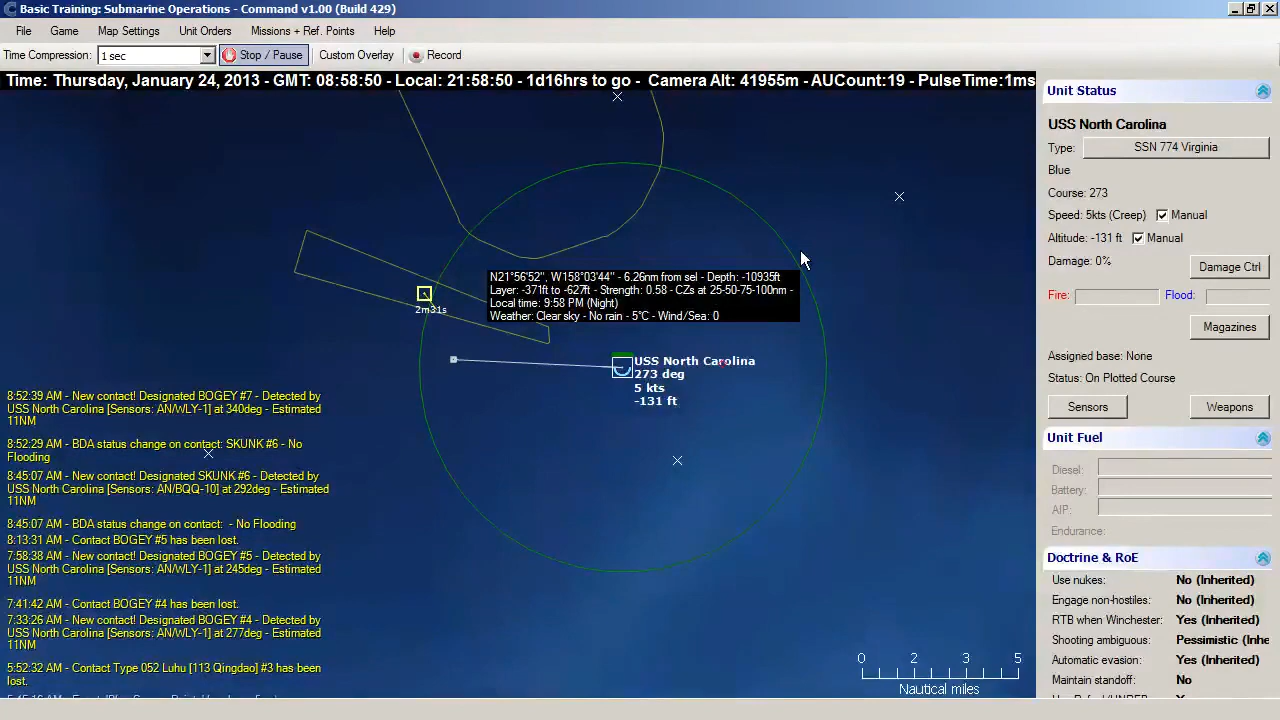 Basic Training: Submarine Operations - Command v1.00 (Build 429)
File Game Map Settings Unit Orders Missions + Ref. Points Help
Time Compression: 1 sec Stop / Pause Custom Overlay Record
Time: Thursday, January 24, 2013 - GMT: 08:58:50 - Local: 21:58:50 - 1d16hrs to go - Camera Alt: 41955m - AUCount:19 - PulseTime:1ms
N21°56'52", W158°03'44" - 6.26nm from sel - Depth: -10935ft
Layer: -371ft to -627ft - Strength: 0.58 - CZs at 25-50-75-100nm -
Local time: 9:58 PM (Night)
Weather: Clear sky - No rain - 5°C - Wind/Sea: 0
2m31s
USS North Carolina
273 deg
5 kts
-131 ft
8:52:39 AM - New contact! Designated BOGEY #7 - Detected by
USS North Carolina [Sensors: AN/WLY-1] at 340deg - Estimated
11NM
8:52:29 AM - BDA status change on contact: SKUNK #6 - No
Flooding
8:45:07 AM - New contact! Designated SKUNK #6 - Detected by
USS North Carolina [Sensors: AN/BQQ-10] at 292deg - Estimated
11NM
8:45:07 AM - BDA status change on contact: - No Flooding
8:13:31 AM - Contact BOGEY #5 has been lost.
7:58:38 AM - New contact! Designated BOGEY #5 - Detected by
USS North Carolina [Sensors: AN/WLY-1] at 245deg - Estimated
11NM
7:41:42 AM - Contact BOGEY #4 has been lost.
7:33:26 AM - New contact! Designated BOGEY #4 - Detected by
USS North Carolina [Sensors: AN/WLY-1] at 277deg - Estimated
11NM
5:52:32 AM - Contact Type 052 Luhu [113 Qingdao] #3 has been
lost.
0 2 3 5
Nautical miles
Unit Status
USS North Carolina
Type: SSN 774 Virginia
Blue
Course: 273
Speed: 5kts (Creep) Manual
Altitude: -131 ft Manual
Damage: 0% Damage Ctrl
Fire: Flood:
Magazines
Assigned base: None
Status: On Plotted Course
Sensors Weapons
Unit Fuel
Diesel:
Battery:
AIP:
Endurance:
Doctrine & RoE
Use nukes: No (Inherited)
Engage non-hostiles: No (Inherited)
RTB when Winchester: Yes (Inherited)
Shooting ambiguous: Pessimistic (Inhe
Automatic evasion: Yes (Inherited)
Maintain standoff: No